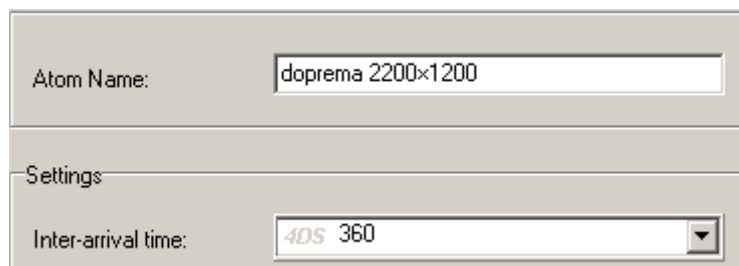 Atom Name: doprema 2200×1200
Settings
Inter-arrival time: 4DS 360